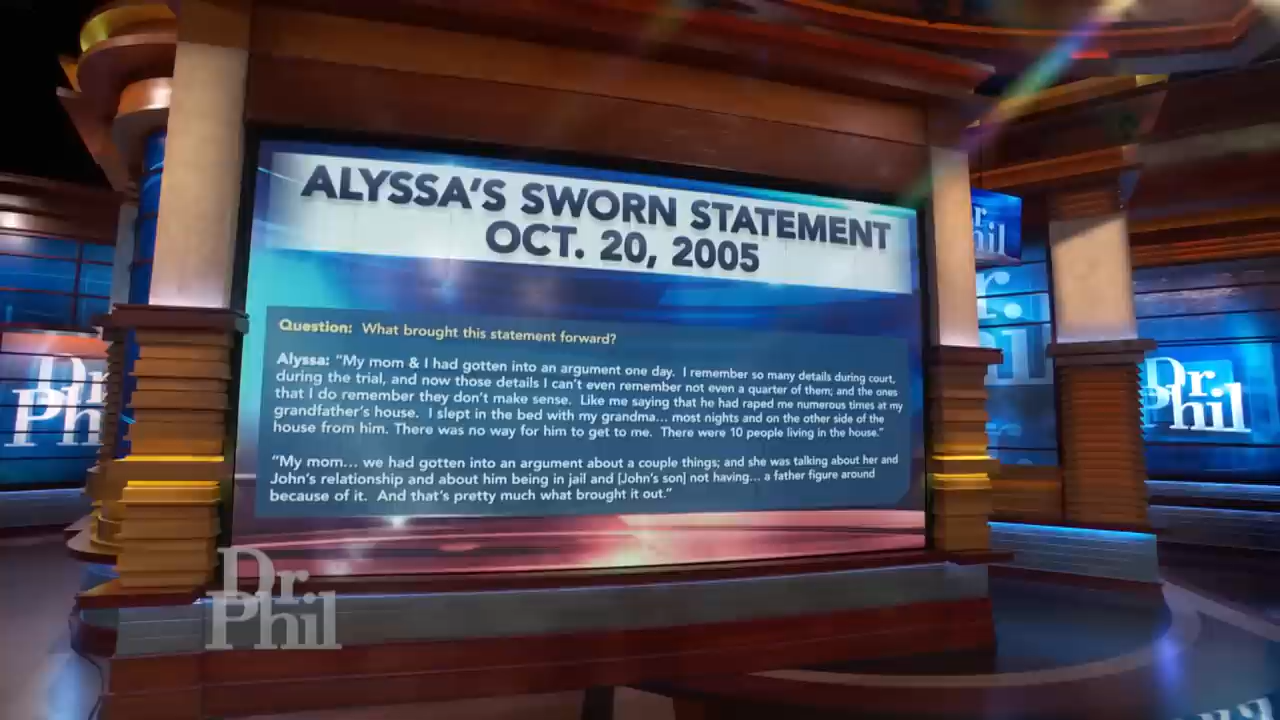 ALYSSA'S SWORN STATEMENT
OCT. 20, 2005
Question: What brought this statement forward?
Alyssa: "My mom & I had gotten into an argument one day. I remember so many details during court,
during the trial, and now those details I can't even remember not even a quarter of them; and the ones
that I do remember they don't make sense. Like me saying that he had raped me numerous times at my
grandfather's house. I slept in the bed with my grandma... most nights and on the other side of the
house from him. There was no way for him to get to me. There were 10 people living in the house."
"My mom... we had gotten into an argument about a couple things; and she was talking about her and
John's relationship and about him being in jail and [John's son] not having... a father figure around
because of it. And that's pretty much what brought it out."
Dr.
Phil
Dr.
Phil
Dr.
Phil